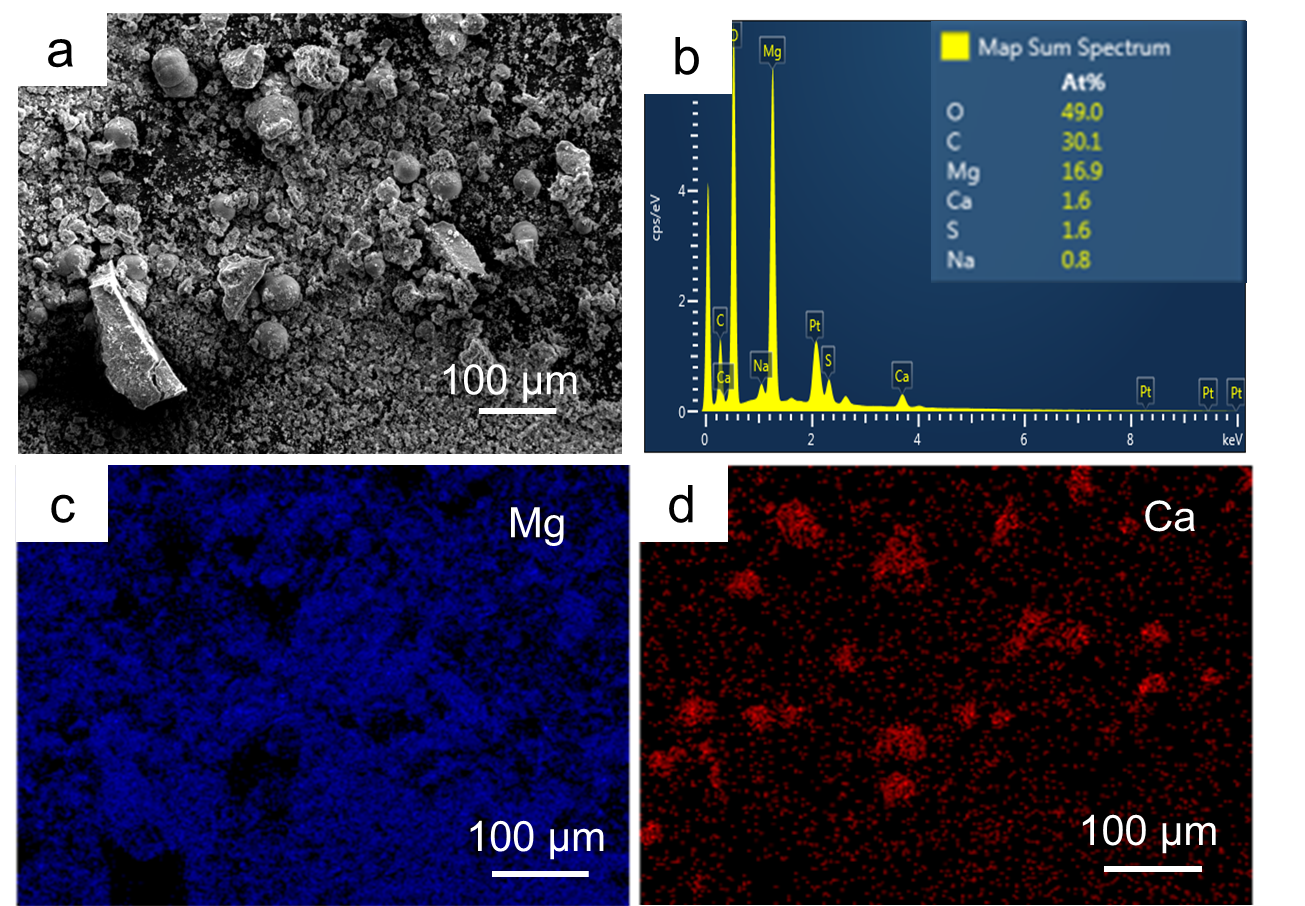 a
100 µm
b
Map Sum Spectrum
At%
O 49.0
C 30.1
Mg 16.9
Ca 1.6
S 1.6
Na 0.8
Mg
C
Ca
Na
Pt
S
Ca
Pt
Pt
Pt
cps/eV
4
2
0
0 2 4 6 8 keV
c
Mg
100 µm
d
Ca
100 µm